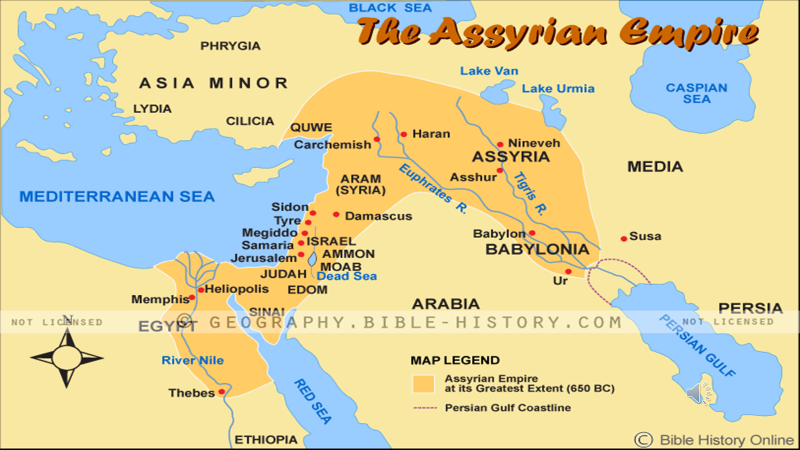 BLACK SEA
The Assyrian Empire
PHRYGIA
ASIA MINOR
Lake Van
Lake Urmia
CASPIAN
SEA
LYDIA
CILICIA
QUWE
Carchemish
Haran
Nineveh
ASSYRIA
MEDIA
ARAM
(SYRIA)
Asshur
Euphrates R.
Tigris R.
MEDITERRANEAN SEA
Sidon
Tyre
Damascus
Megiddo
Samaria
ISRAEL
Babylon
BABYLONIA
Susa
Jerusalem
AMMON
MOAB
JUDAH
Dead Sea
Ur
Heliopolis
EDOM
Memphis
SINAI
ARABIA
PERSIA
N
NOT LICENSED
© GEOGRAPHY.BIBLE-HISTORY.COM
NOT LICENSED
EGYPT
PERSIAN GULF
River Nile
MAP LEGEND
Assyrian Empire
at its Greatest Extent (650 BC)
Persian Gulf Coastline
Thebes
RED SEA
ETHIOPIA
© Bible History Online